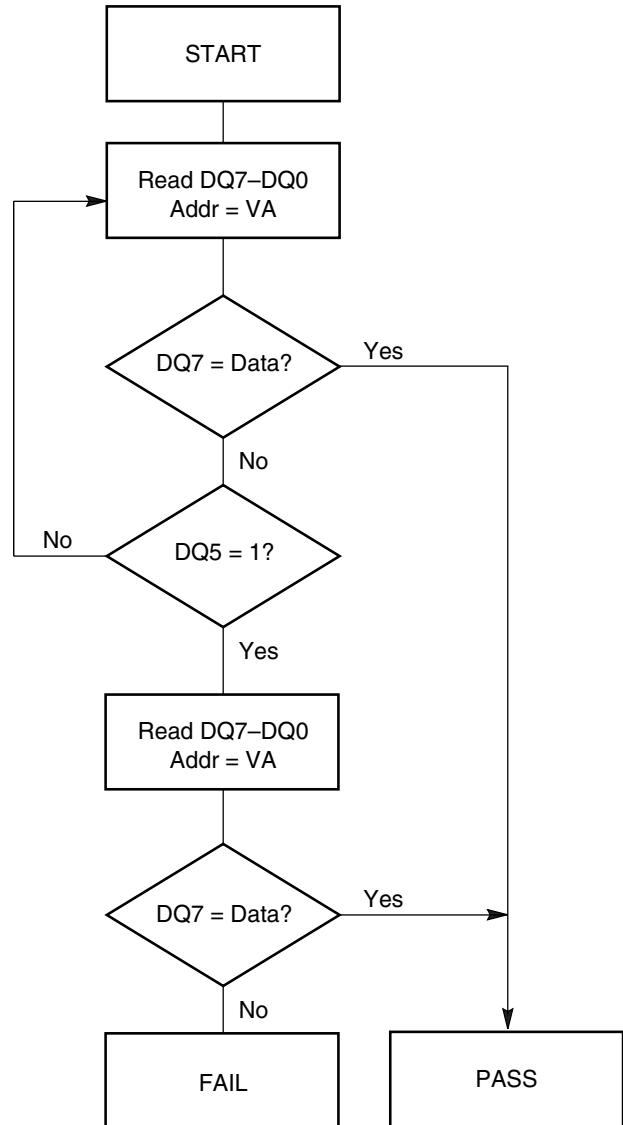 START
Read DQ7–DQ0
Addr = VA
DQ7 = Data?
Yes
No
No
DQ5 = 1?
Yes
Read DQ7–DQ0
Addr = VA
DQ7 = Data?
Yes
No
FAIL
PASS